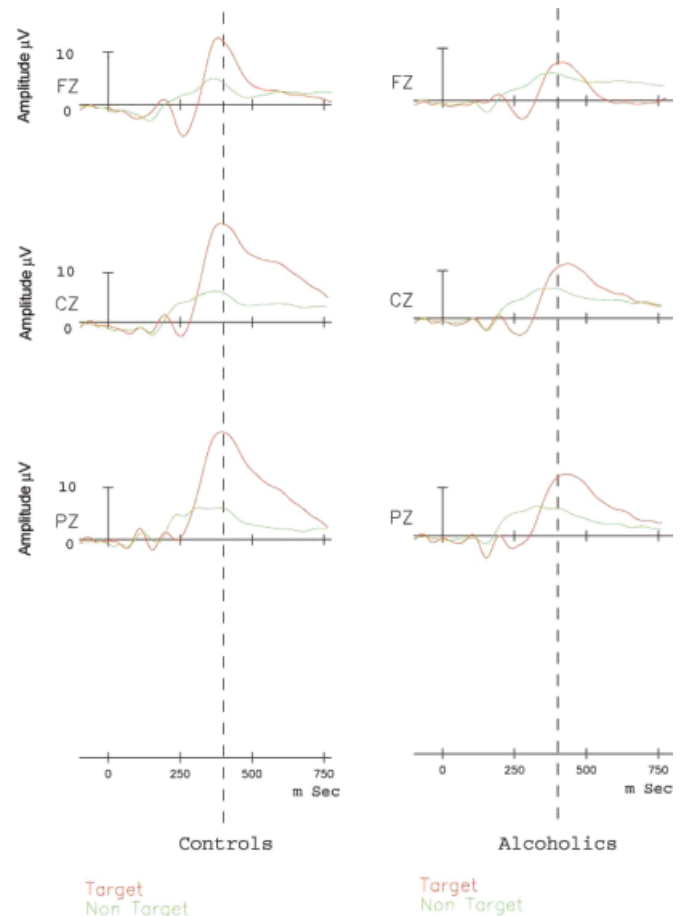 Amplitude µV
10
FZ
0
FZ
Amplitude µV
10
CZ
0
CZ
Amplitude µV
10
PZ
0
PZ
0 250 500 750
m Sec
0 250 500 750
m Sec
Controls
Alcoholics
Target
Non Target
Target
Non Target